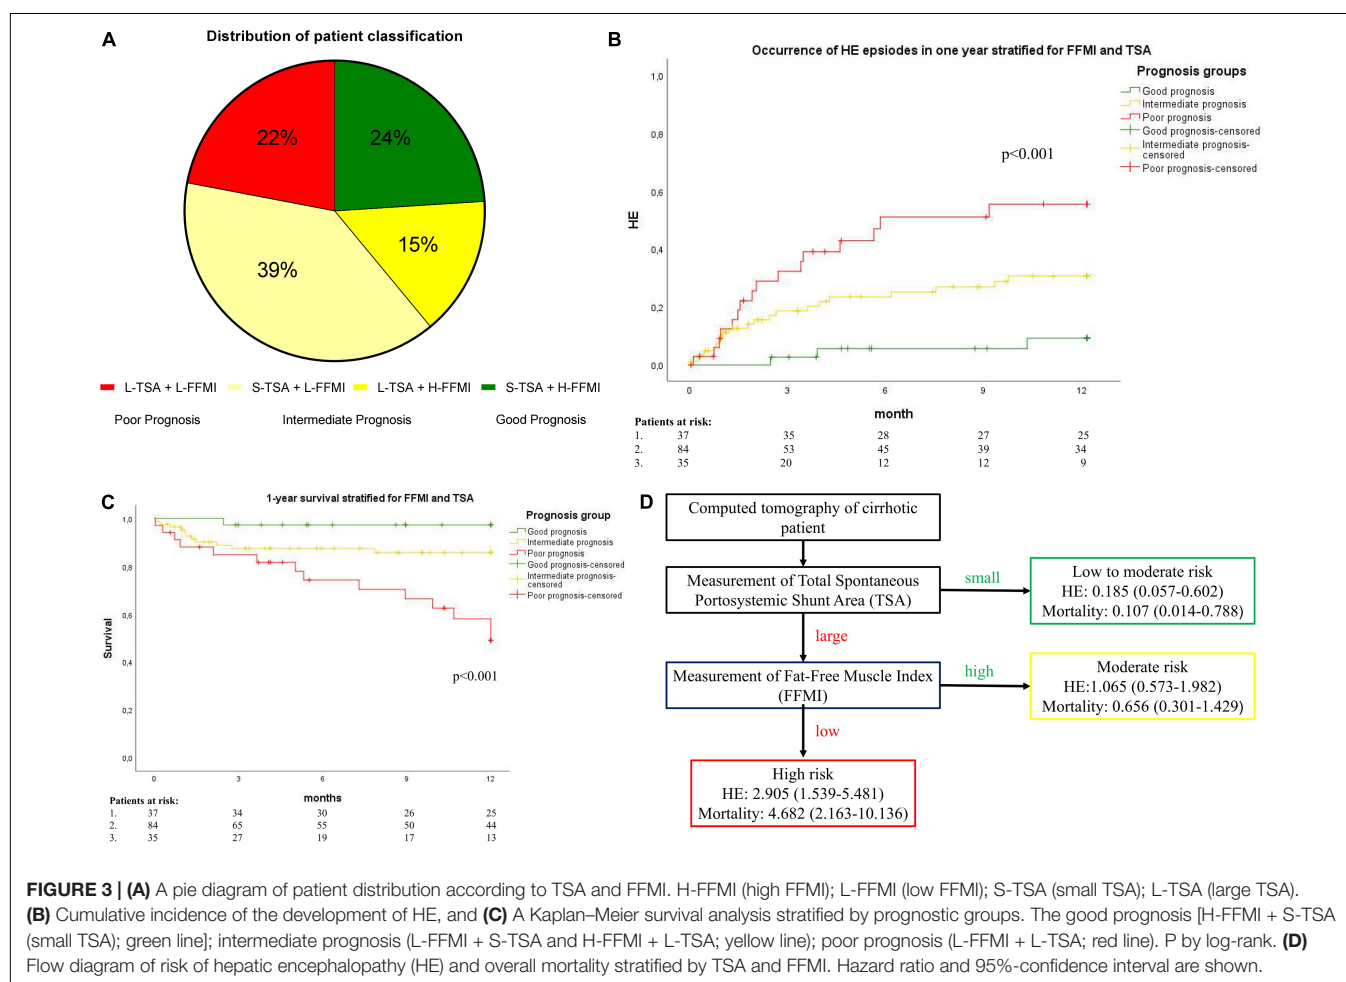 A
Distribution of patient classification
22%
24%
15%
39%
L-TSA + L-FFMI
S-TSA + L-FFMI
L-TSA + H-FFMI
S-TSA + H-FFMI
Poor Prognosis
Intermediate Prognosis
Good Prognosis
B
Occurrence of HE epsiodes in one year stratified for FFMI and TSA
Prognosis groups
Good prognosis
Intermediate prognosis
Poor prognosis
Good prognosis-censored
Intermediate prognosis-
censored
Poor prognosis-censored
p<0.001
HE
1,0
0,8
0,6
0,4
0,2
0,0
0 3 6 9 12
month
Patients at risk:
1. 37 35 28 27 25
2. 84 53 45 39 34
3. 35 20 12 12 9
C
1-year survival stratified for FFMI and TSA
Prognosis group
Good prognosis
Intermediate prognosis
Poor prognosis
Good prognosis-censored
Intermediate prognosis-
censored
Poor prognosis-censored
p<0.001
Survival
1,0
0,8
0,6
0,4
0,2
0,0
0 3 6 9 12
months
Patients at risk:
1. 37 34 30 26 25
2. 84 65 55 50 44
3. 35 27 19 17 13
D
Computed tomography of cirrhotic
patient
Measurement of Total Spontaneous
Portosystemic Shunt Area (TSA)
small
Low to moderate risk
HE: 0.185 (0.057-0.602)
Mortality: 0.107 (0.014-0.788)
large
Measurement of Fat-Free Muscle Index
(FFMI)
high
Moderate risk
HE:1.065 (0.573-1.982)
Mortality: 0.656 (0.301-1.429)
low
High risk
HE: 2.905 (1.539-5.481)
Mortality: 4.682 (2.163-10.136)
FIGURE 3 | (A) A pie diagram of patient distribution according to TSA and FFMI. H-FFMI (high FFMI); L-FFMI (low FFMI); S-TSA (small TSA); L-TSA (large TSA).
(B) Cumulative incidence of the development of HE, and (C) A Kaplan–Meier survival analysis stratified by prognostic groups. The good prognosis [H-FFMI + S-TSA
(small TSA); green line]; intermediate prognosis (L-FFMI + S-TSA and H-FFMI + L-TSA; yellow line); poor prognosis (L-FFMI + L-TSA; red line). P by log-rank. (D)
Flow diagram of risk of hepatic encephalopathy (HE) and overall mortality stratified by TSA and FFMI. Hazard ratio and 95%-confidence interval are shown.